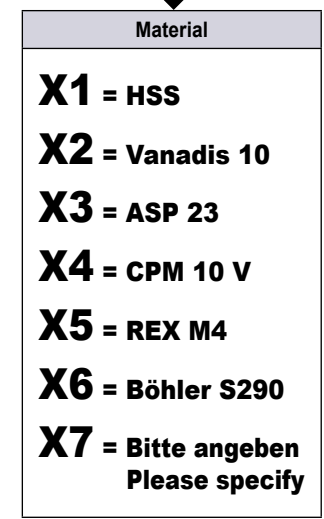 Material
X1 = HSS
X2 = Vanadis 10
X3 = ASP 23
X4 = CPM 10 V
X5 = REX M4
X6 = Böhler S290
X7 = Bitte angeben
Please specify